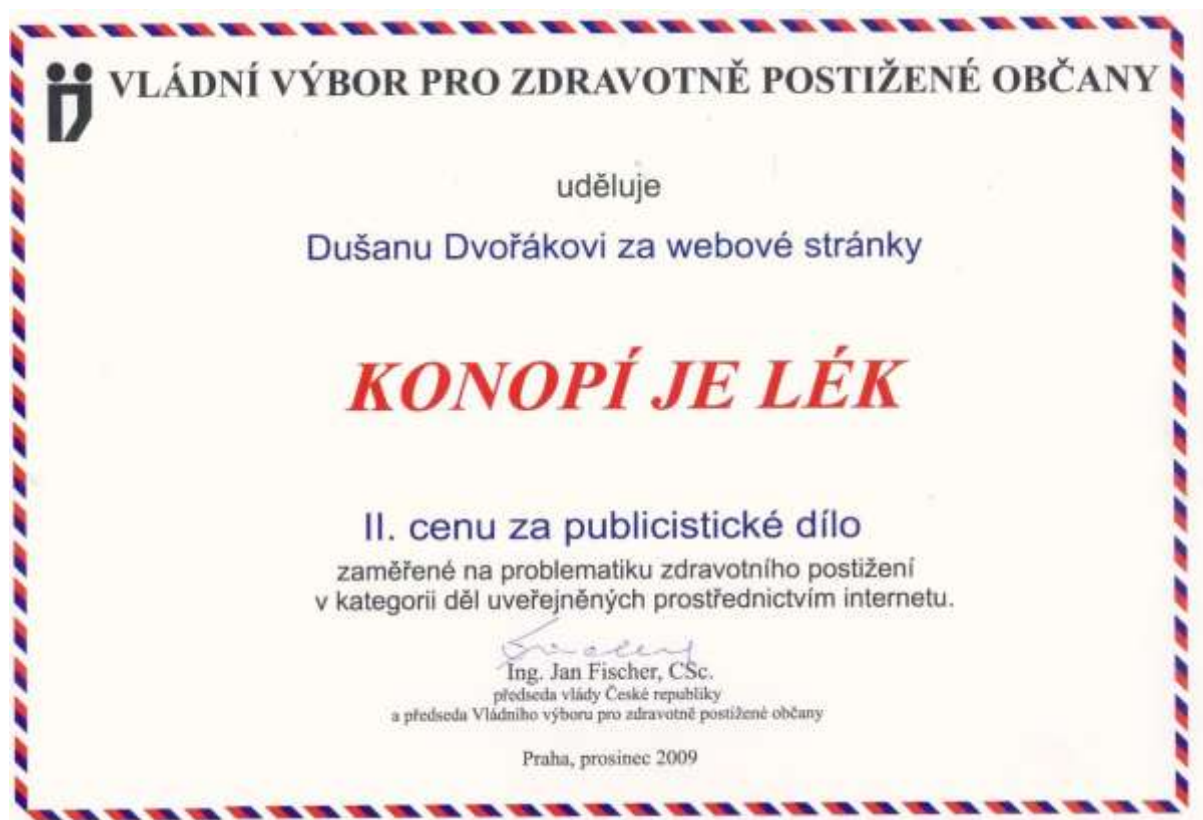 VLÁDNÍ VÝBOR PRO ZDRAVOTNĚ POSTIŽENÉ OBČANY
uděluje
Dušanu Dvořákovi za webové stránky
KONOPÍ JE LÉK
II. cenu za publicistické dílo
zaměřené na problematiku zdravotního postižení
v kategorii děl uveřejněných prostřednictvím internetu.
Ing. Jan Fischer, CSc.
předseda vlády České republiky
a předseda Vládního výboru pro zdravotně postižené občany
Praha, prosinec 2009